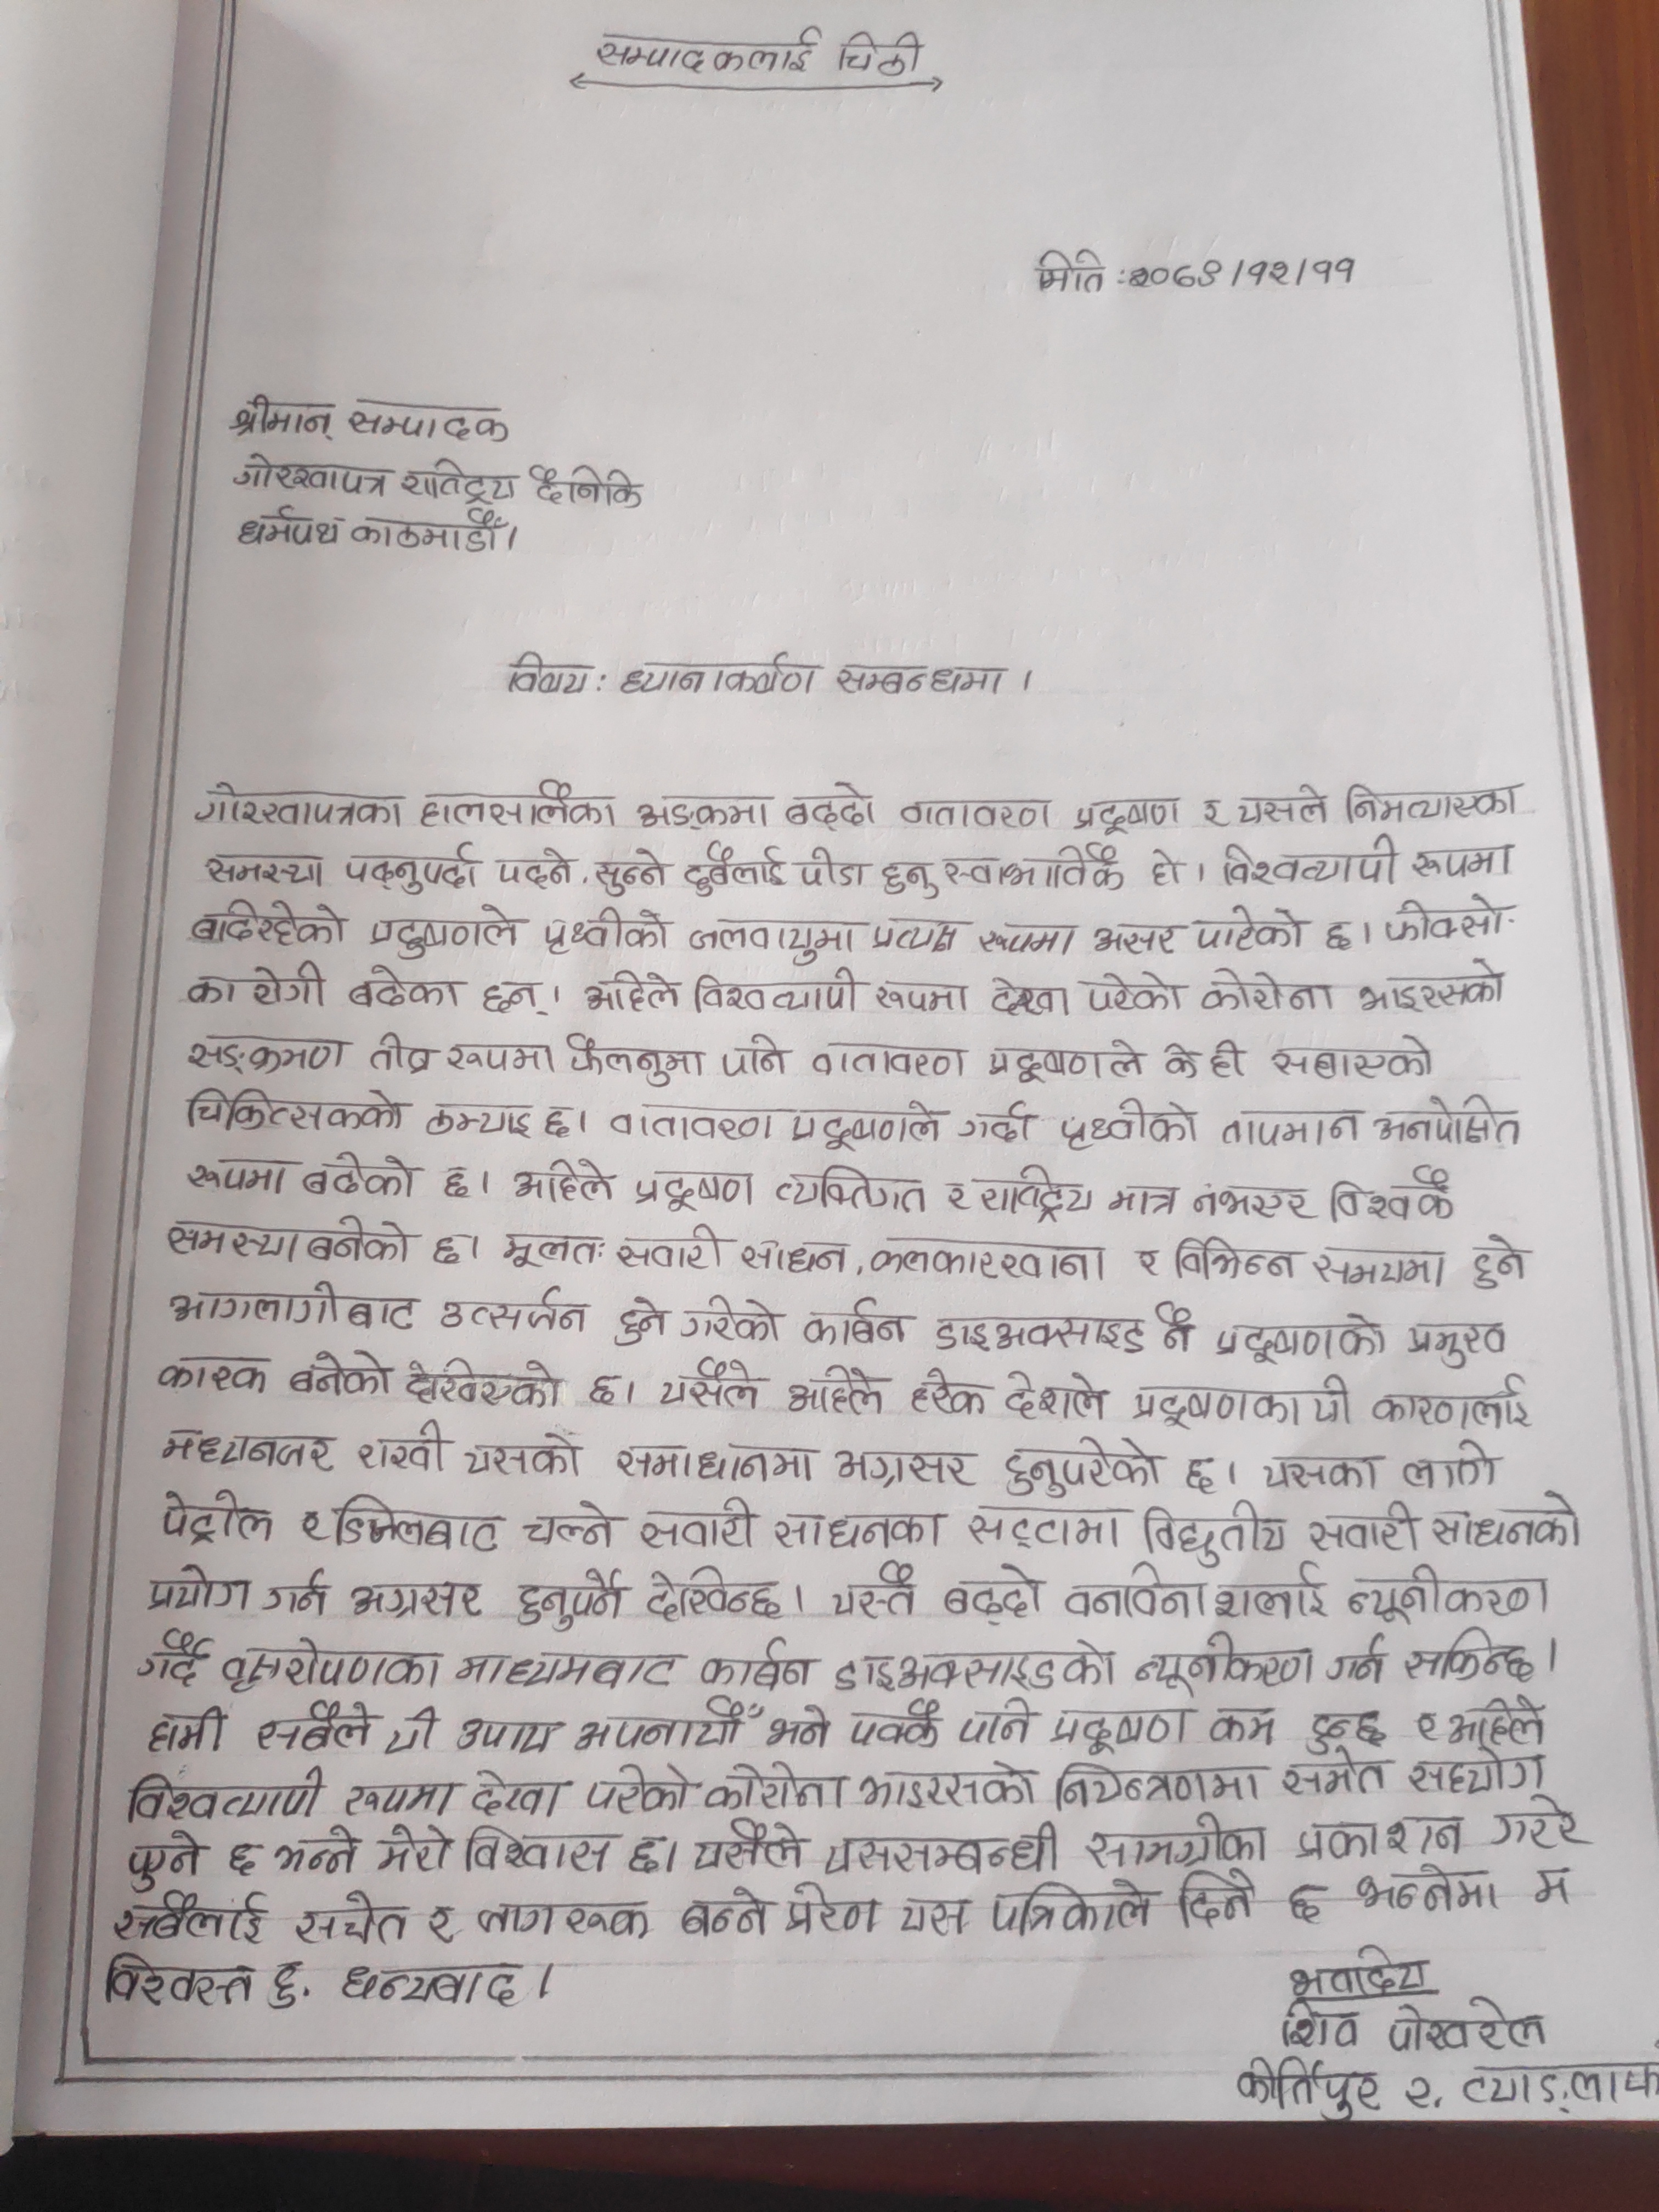 सम्पादकलाई चिठी
मिति :२०७९/१२/११
श्रीमान् सम्पादक
गोरखापत्र राष्ट्रिय दैनिक
धर्मपथ काठमाडौँ।
विषय: ध्यानाकर्षण सम्बन्धमा ।
गोरखापत्रका हालसालैका अङ्कमा बढ्दो वातावरण प्रदूषण र यसले निम्त्याएका
समस्या पढ्नुपर्दा पढ्ने, सुन्ने दुवैलाई पीडा हुनु स्वाभाविकै हो। विश्वव्यापी रूपमा
बढिरहेको प्रदुषणले पृथ्वीको जलवायुमा प्रत्यक्ष रूपमा असर पारेको छ। फोक्सो-
का रोगी बढेका छन्। अहिले विश्वव्यापी रूपमा देखा परेको कोरोना भाइरसको
सङ्क्रमण तीव्र रूपमा फैलनुमा पनि वातावरण प्रदूषणले केही सघाएको
चिकित्सकको ठम्याइ छ। वातावरण प्रदूषणले गर्दा पृथ्वीको तापमान अनपेक्षित
रूपमा बढेको छ। अहिले प्रदूषण व्यक्तिगत र राष्ट्रिय मात्र नभएर विश्वकै
समस्या बनेको छ। मूलतः सवारी साधन, कलकारखाना र विभिन्न समयमा हुने
आगलागीबाट उत्सर्जन हुने गरेको कार्बन डाइअक्साइड नै प्रदूषणको प्रमुख
कारक बनेको देखिएको छ। यसैले अहिले हरेक देशले प्रदूषणका यी कारणलाई
मध्यनजर राखी यसको समाधानमा अग्रसर हुनुपरेको छ। यसका लागि
पेट्रोल र डिजेलबाट चल्ने सवारी साधनका सट्टामा विद्युतीय सवारी साधनको
प्रयोग गर्न अग्रसर हुनुपर्ने देखिन्छ। यस्तै बढ्दो वनविनाशलाई न्यूनीकरण
गर्दै वृक्षरोपणका माध्यमबाट कार्बन डाइअक्साइडको न्यूनीकरण गर्न सकिन्छ।
हामी सबैले यी उपाय अपनायौँ भने पक्कै पनि प्रदूषण कम हुन्छ र अहिले
विश्वव्यापी रूपमा देखा परेको कोरोना भाइरसको नियन्त्रणमा समेत सहयोग
पुग्ने छ भन्ने मेरो विश्वास छ। यसैले यससम्बन्धी सामग्रीका प्रकाशन गरेर
सबैलाई सचेत र जागरूक बन्ने प्रेरणा यस पत्रिकाले दिने छ भन्नेमा म
विश्वस्त छु. धन्यवाद।
भवदिय
शिव पोखरेल
कीर्तिपुर २,